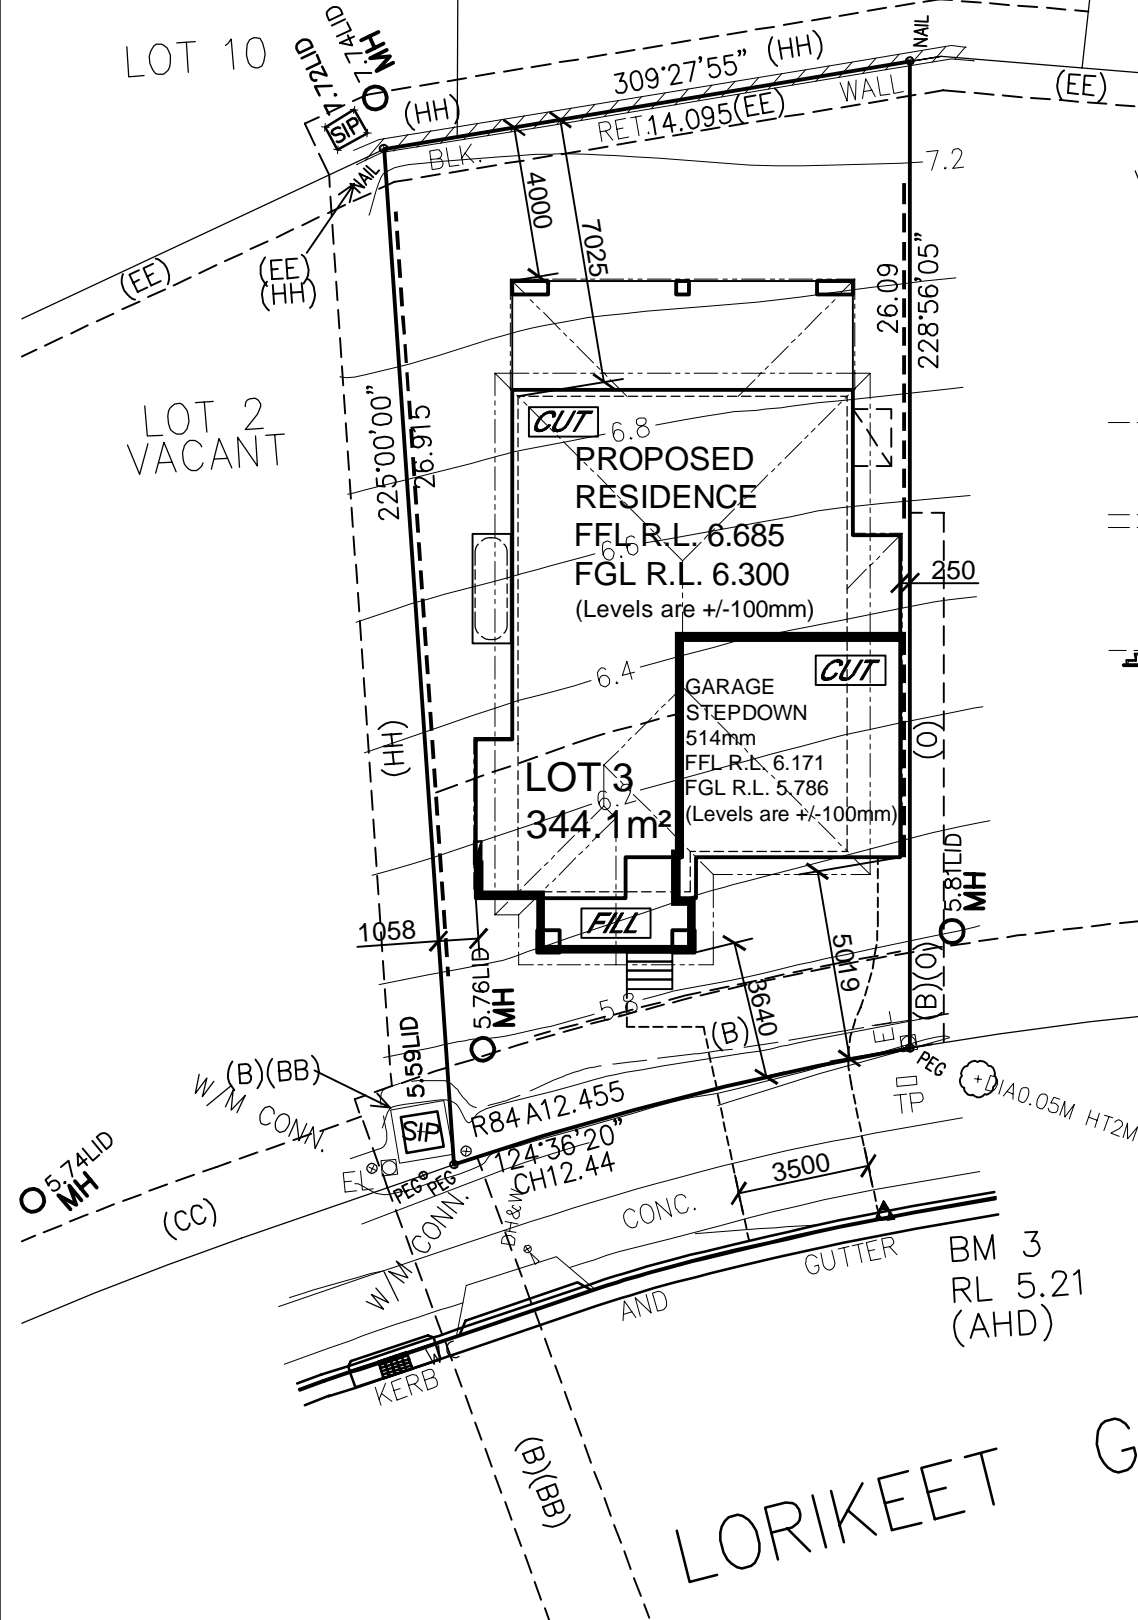 LOT 10
7.72LID
7.74LID
MH
SIP
(HH)
309°27'55" (HH)
NAIL
(EE)
BLK.
RET.
14.095(EE)
WALL
7.2
NAIL
(EE)
(EE)
(HH)
4000
7025
26.09
228°56'05"
LOT 2
VACANT
225°00'00"
26.915
CUT
6.8
PROPOSED
RESIDENCE
FFL R.L. 6.685
6.6
FGL R.L. 6.300
(Levels are +/-100mm)
250
6.4
CUT
GARAGE
STEPDOWN
514mm
FFL R.L. 6.171
FGL R.L. 5.786
(Levels are +/-100mm)
(HH)
(O)
LOT 3
6.2
344.1m²
5.81LID
MH
FILL
1058
5.76LID
MH
5019
3640
5.8
(B)
(B)(O)
EL
PEG
5.59LID
(B)(BB)
W/M CONN.
SIP
R84 A12.455
124°36'20"
CH12.44
TP
DIA0.05M HT2M
5.74LID
MH
EL
PEG
PEG
3500
(CC)
W/M CONN.
DH&W
CONC.
GUTTER
AND
KERB
BM 3
RL 5.21
(AHD)
(B)(BB)
LORIKEET G